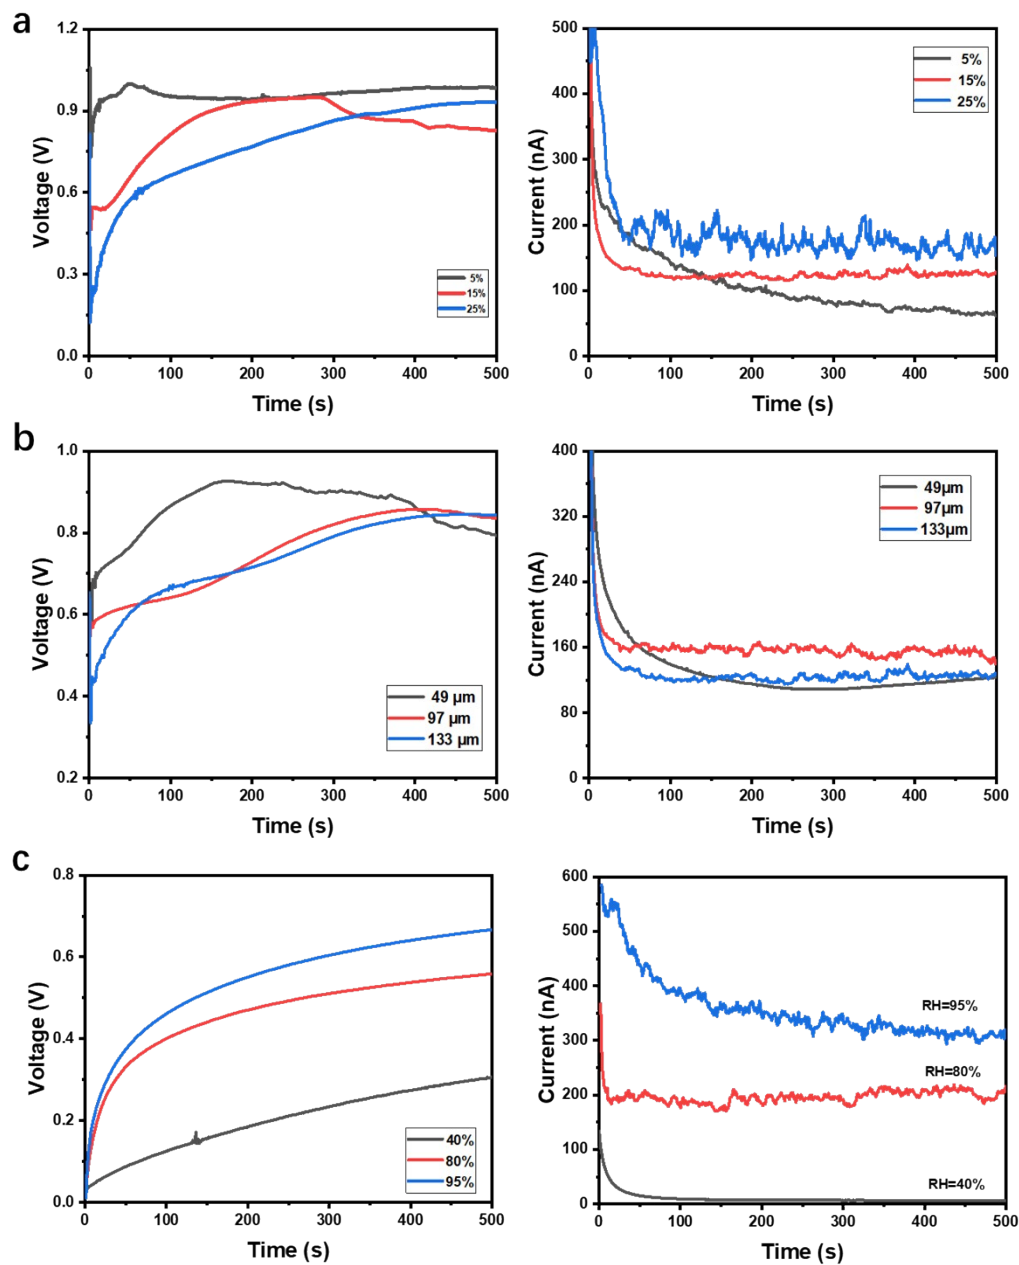 a
1.2
0.9
0.6
0.3
0.0
Voltage (V)
5%
15%
25%
0 100 200 300 400 500
Time (s)
500
400
300
200
100
0
Current (nA)
5%
15%
25%
0 100 200 300 400 500
Time (s)
b
1.0
0.8
0.6
0.4
0.2
Voltage (V)
49 μm
97 μm
133 μm
0 100 200 300 400 500
Time (s)
400
320
240
160
80
0
Current (nA)
49μm
97μm
133μm
0 100 200 300 400 500
Time (s)
c
0.8
0.6
0.4
0.2
0.0
Voltage (V)
40%
80%
95%
0 100 200 300 400 500
Time (s)
600
500
400
300
200
100
0
Current (nA)
RH=95%
RH=80%
RH=40%
0 100 200 300 400 500
Time (s)